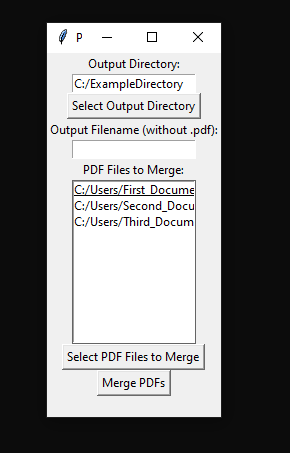 P
Output Directory:
C:/ExampleDirectory
Select Output Directory
Output Filename (without .pdf):
PDF Files to Merge:
C:/Users/First_Docume
C:/Users/Second_Docu
C:/Users/Third_Docum
Select PDF Files to Merge
Merge PDFs